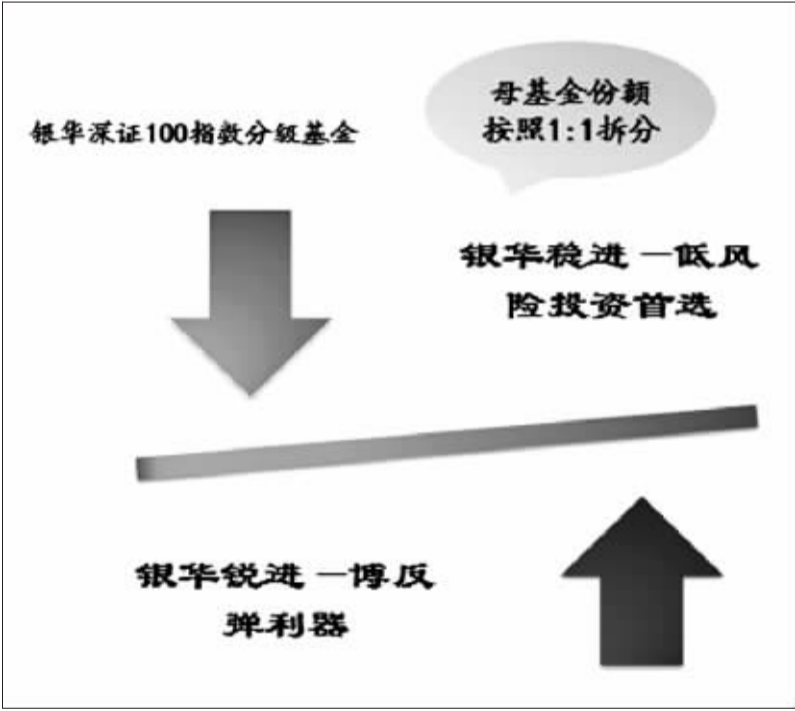 母基金份额
按照1:1拆分
银华深证100指数分级基金
银华稳进—低风
险投资首选
银华锐进—博反
弹利器